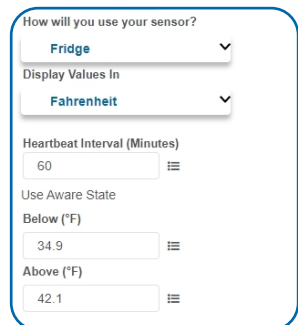 How will you use your sensor?
Fridge
Display Values In
Fahrenheit
Heartbeat Interval (Minutes)
60
Use Aware State
Below (°F)
34.9
Above (°F)
42.1